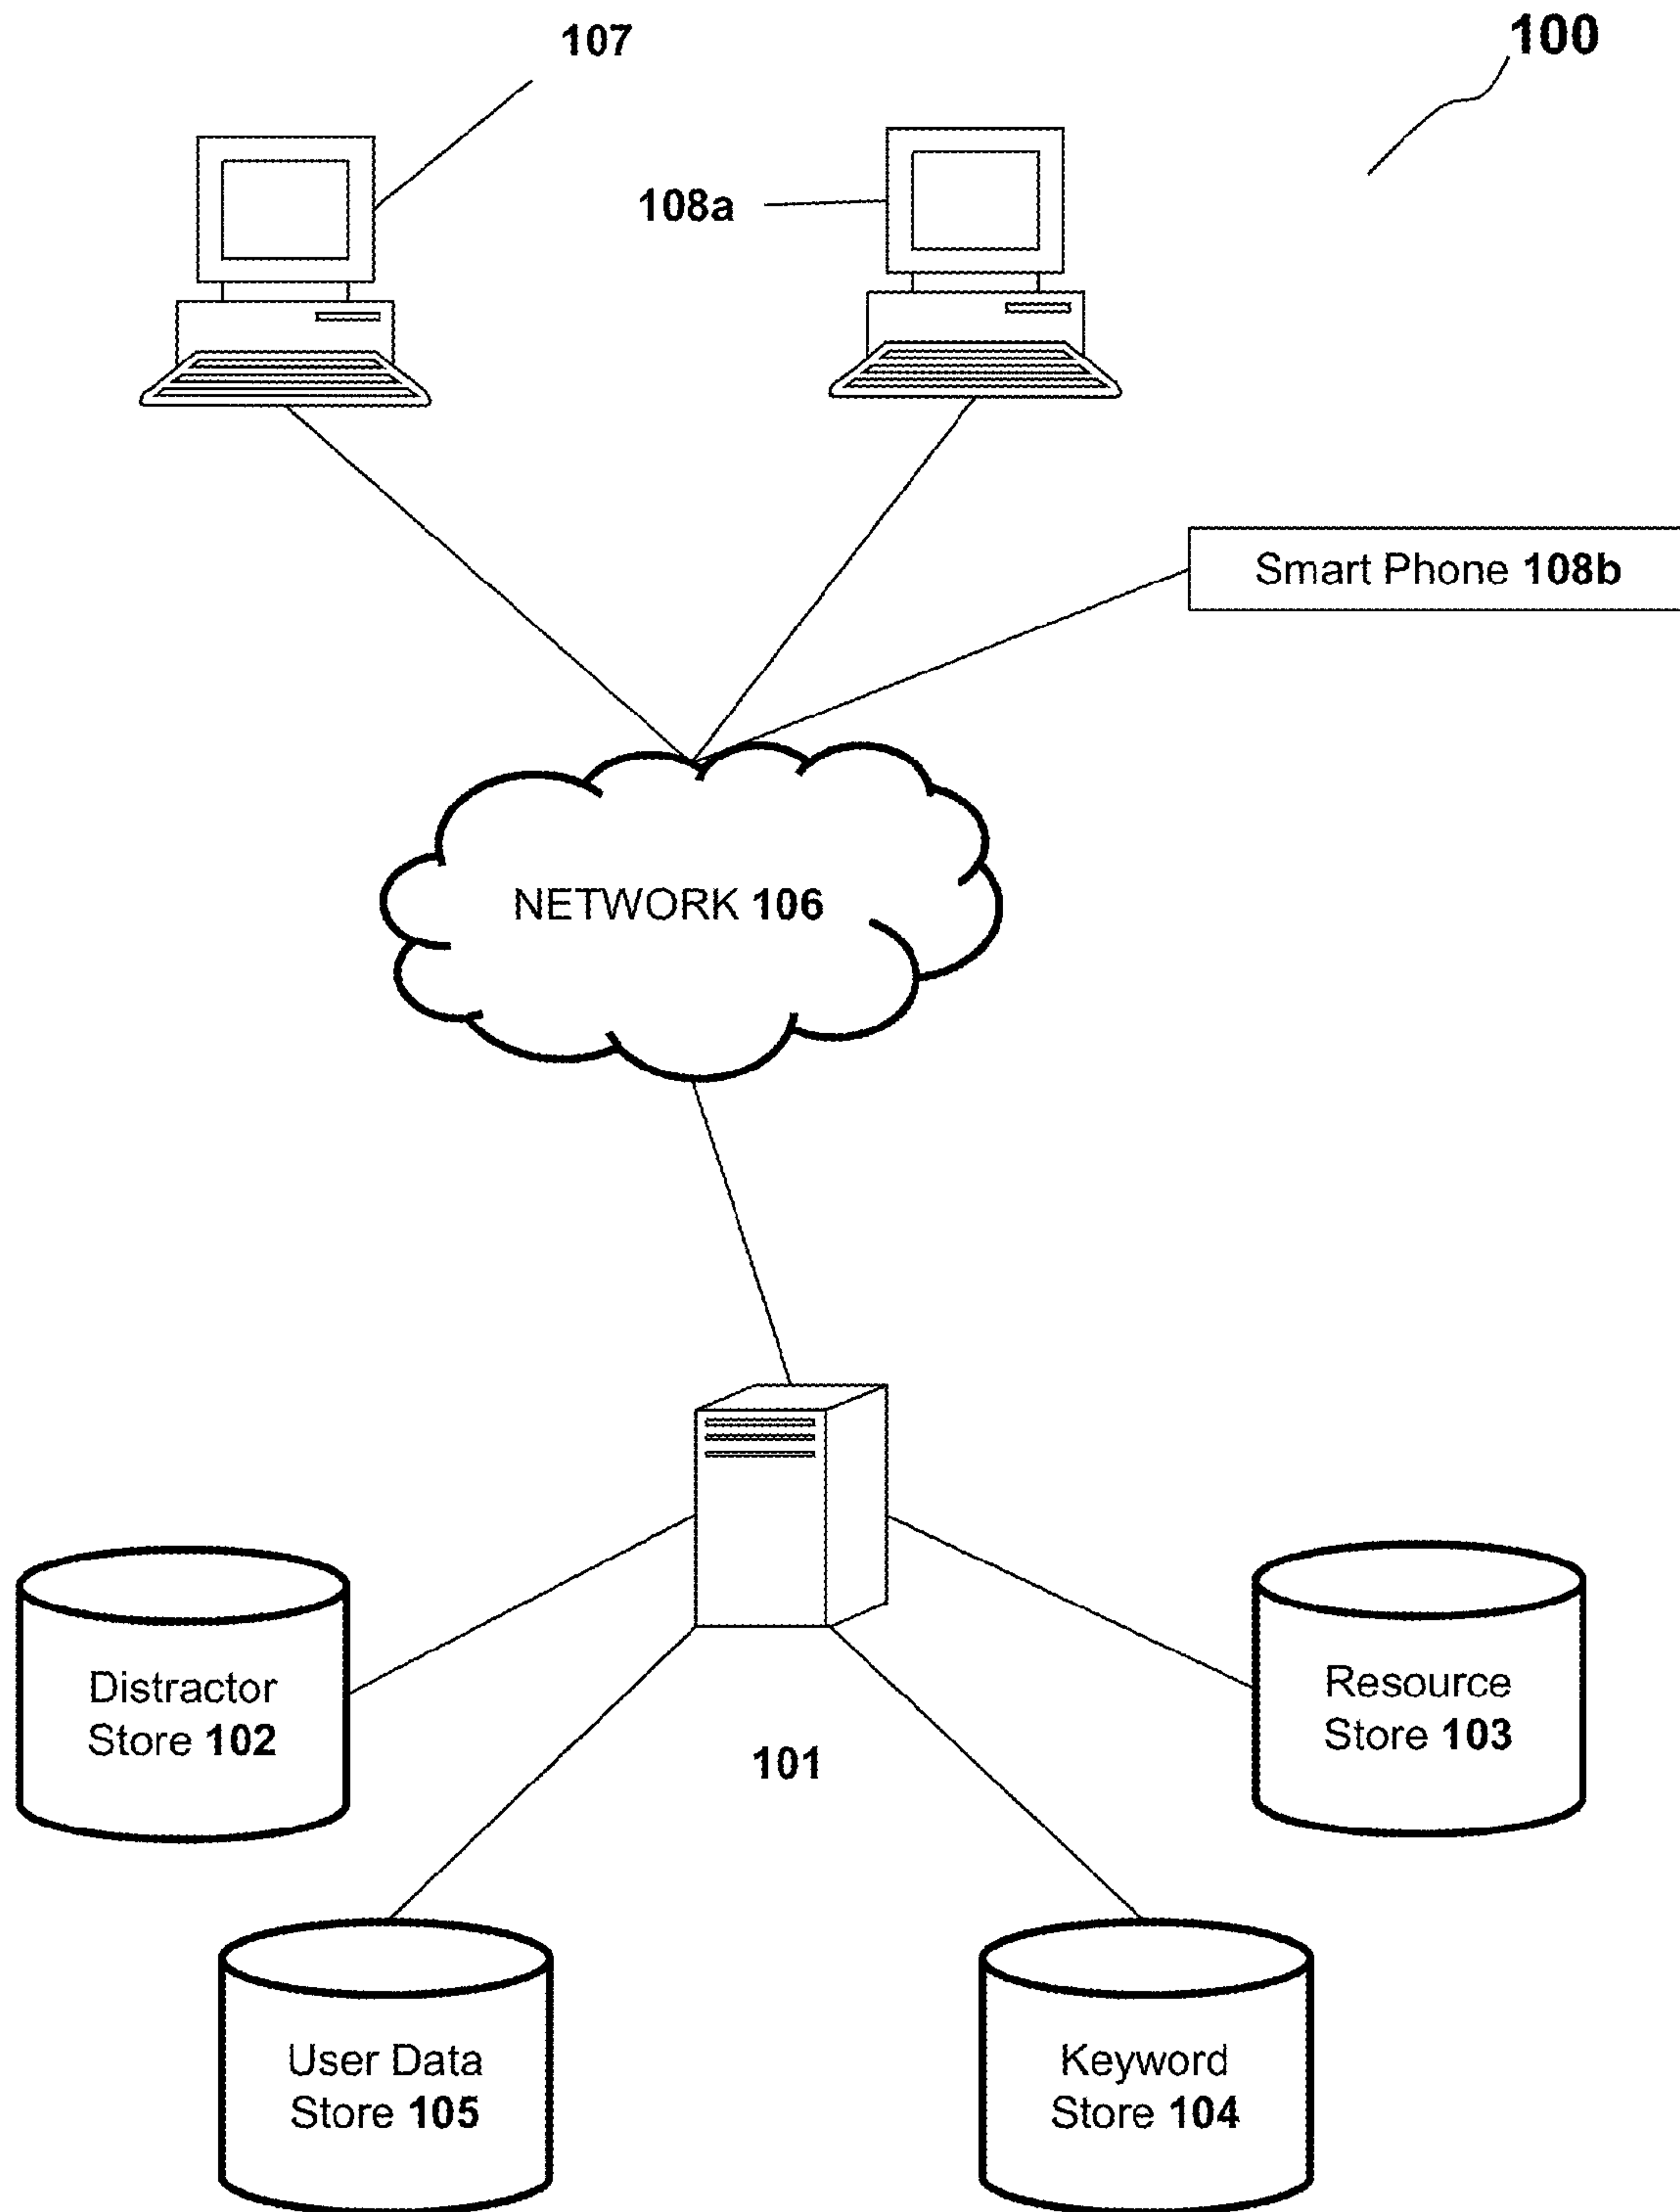 107
100
108a
Smart Phone 108b
NETWORK 106
Distractor
Store 102
Resource
Store 103
101
User Data
Store 105
Keyword
Store 104